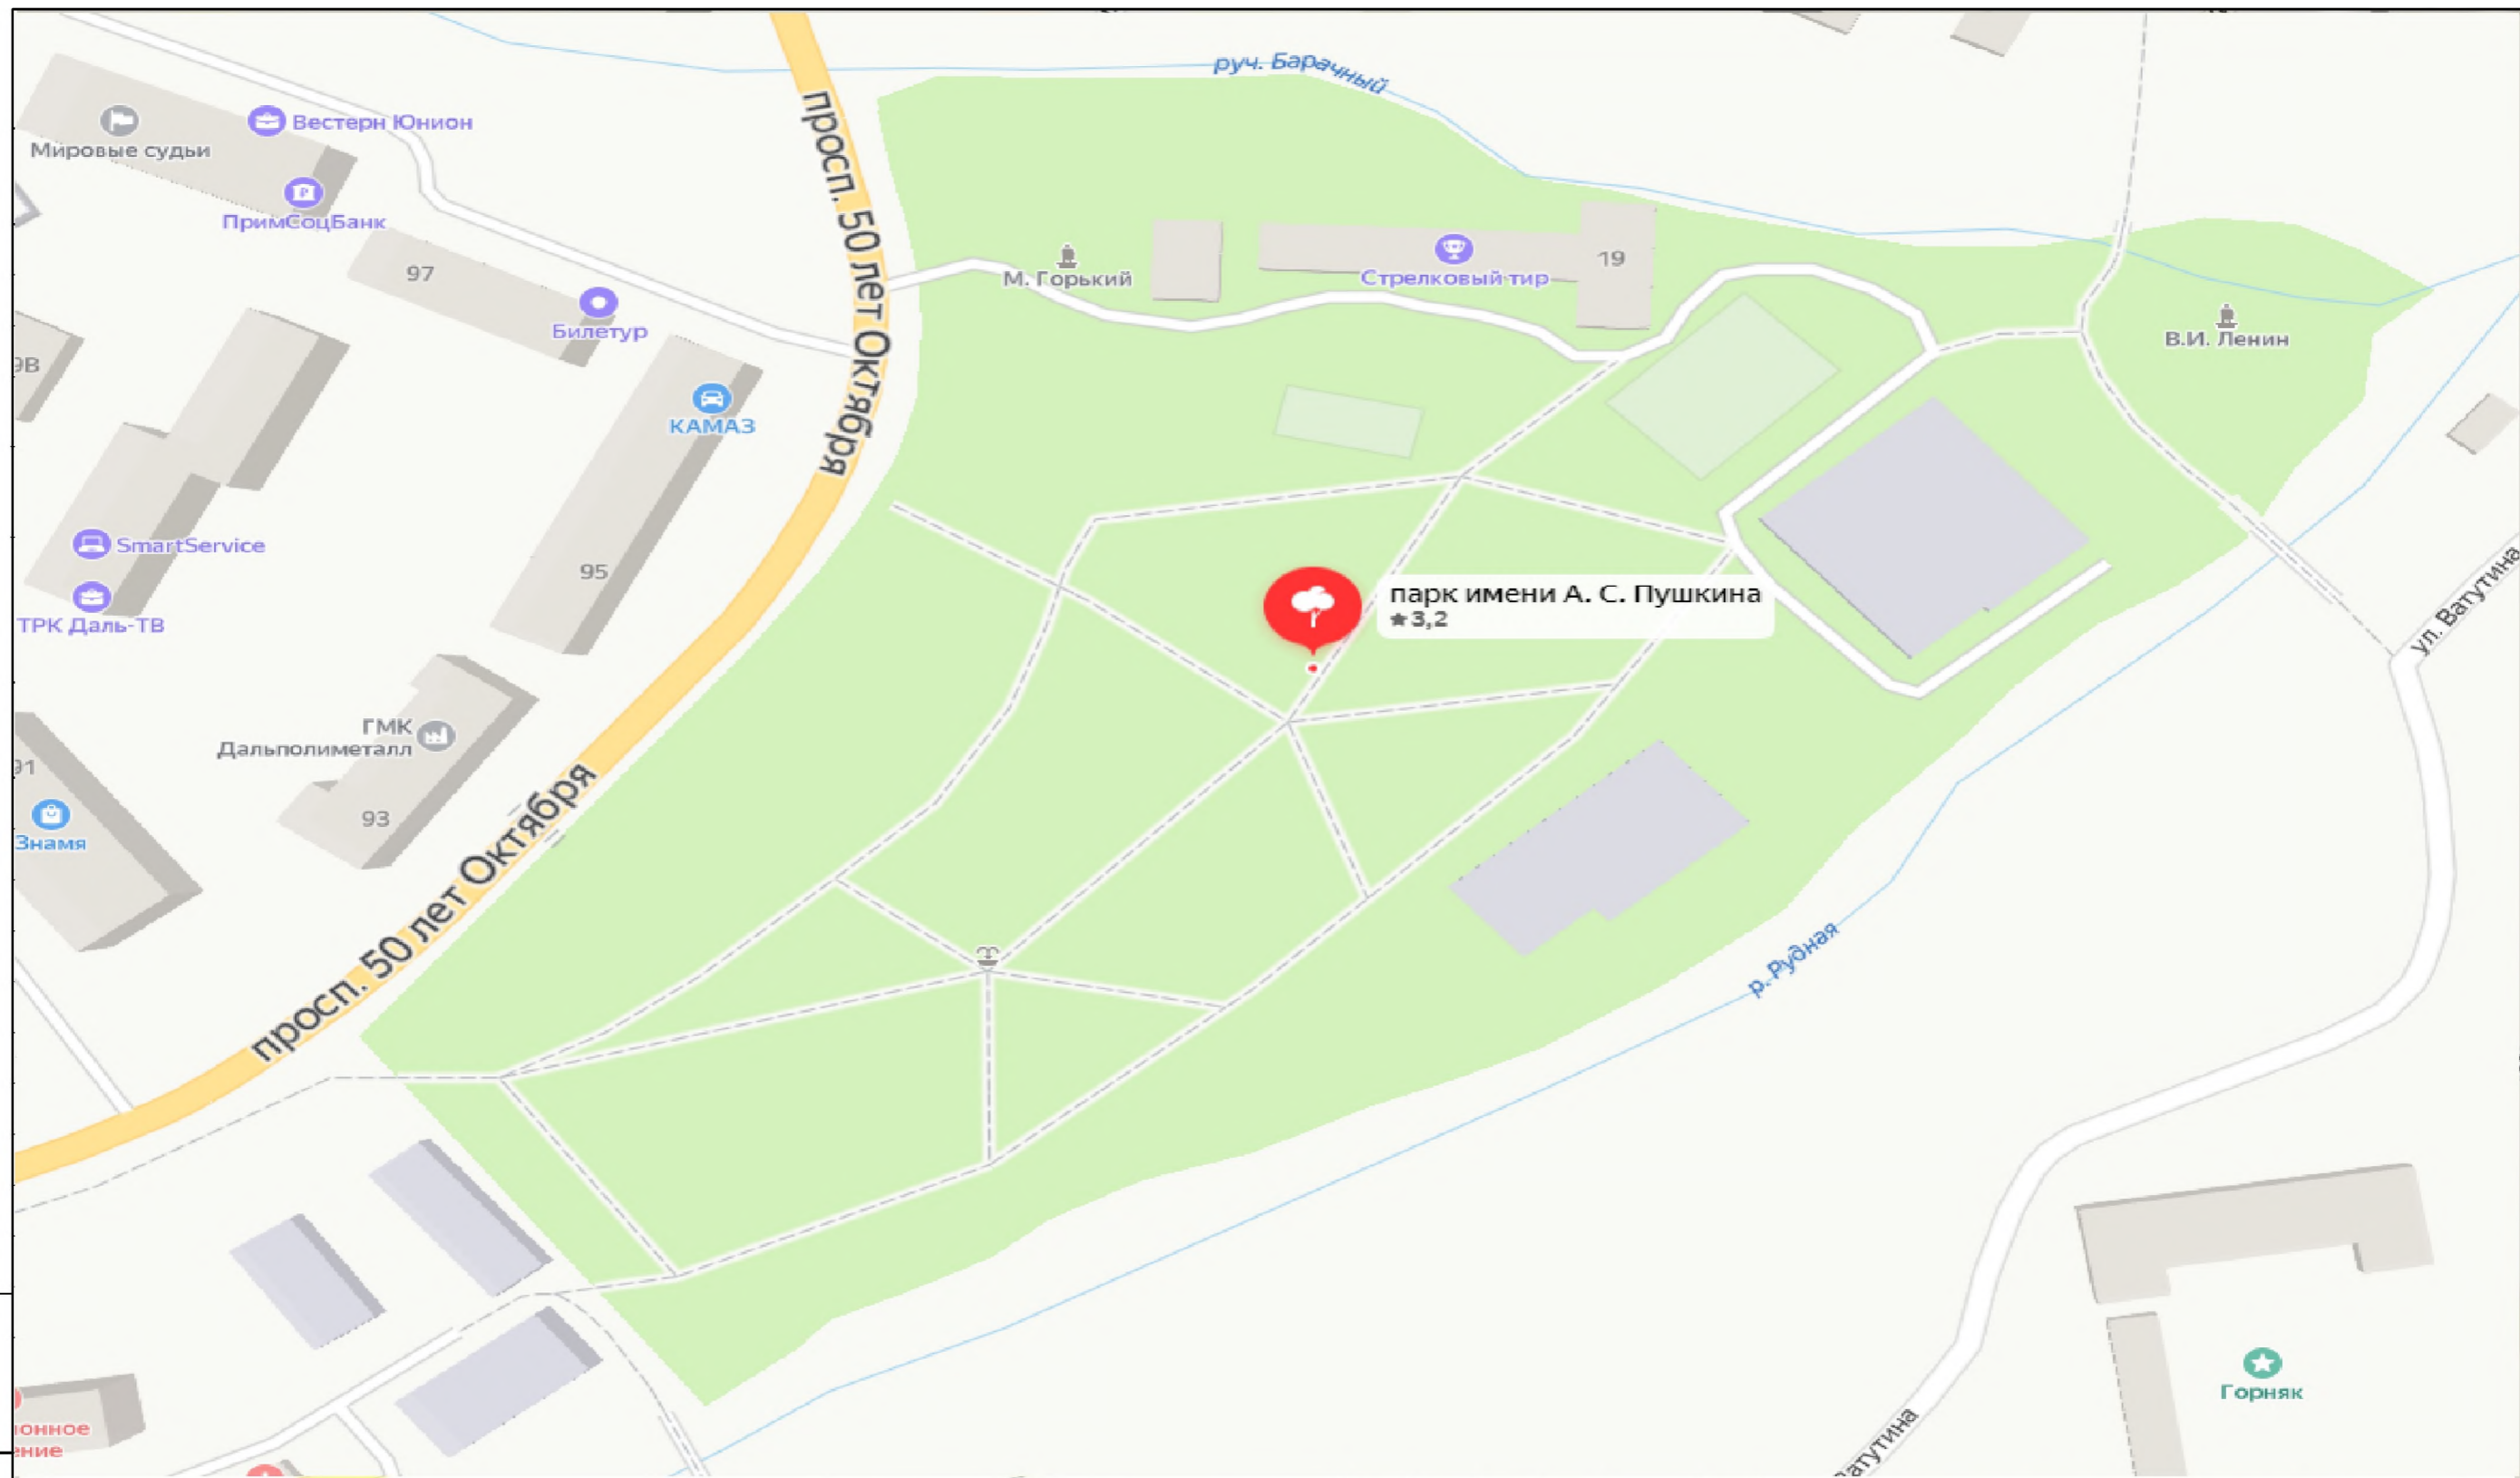 руч. Барачный
Вестерн Юнион
Мировые судьи
ПримСоцБанк
просп. 50 лет Октября
97
Билетур
М. Горький
Стрелковый тир
19
В.И. Ленин
9В
КАМАЗ
SmartService
95
ТРК Даль-ТВ
парк имени А. С. Пушкина
3,2
ул. Ватутина
ГМК
Дальполиметалл
91
93
Знамя
просп. 50 лет Октября
р. Рудная
Горняк